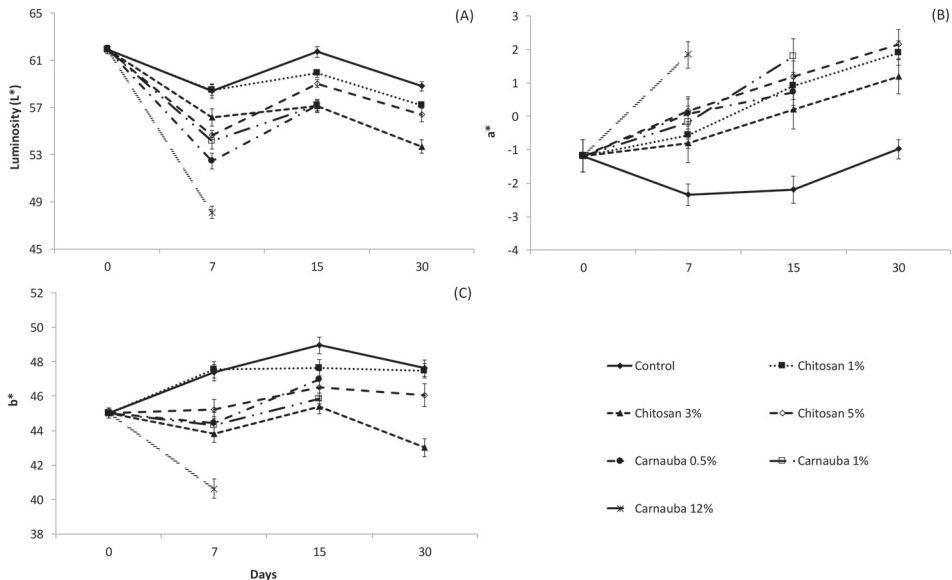 (A)
65
61
57
53
49
45
Luminosity (L*)
0 7 15 30
(B)
3
2
1
0
-1
-2
-3
-4
a*
0 7 15 30
(C)
52
50
48
46
44
42
40
38
b*
0 7 15 30
Days
Control Chitosan 1%
Chitosan 3% Chitosan 5%
Carnauba 0.5% Carnauba 1%
Carnauba 12%